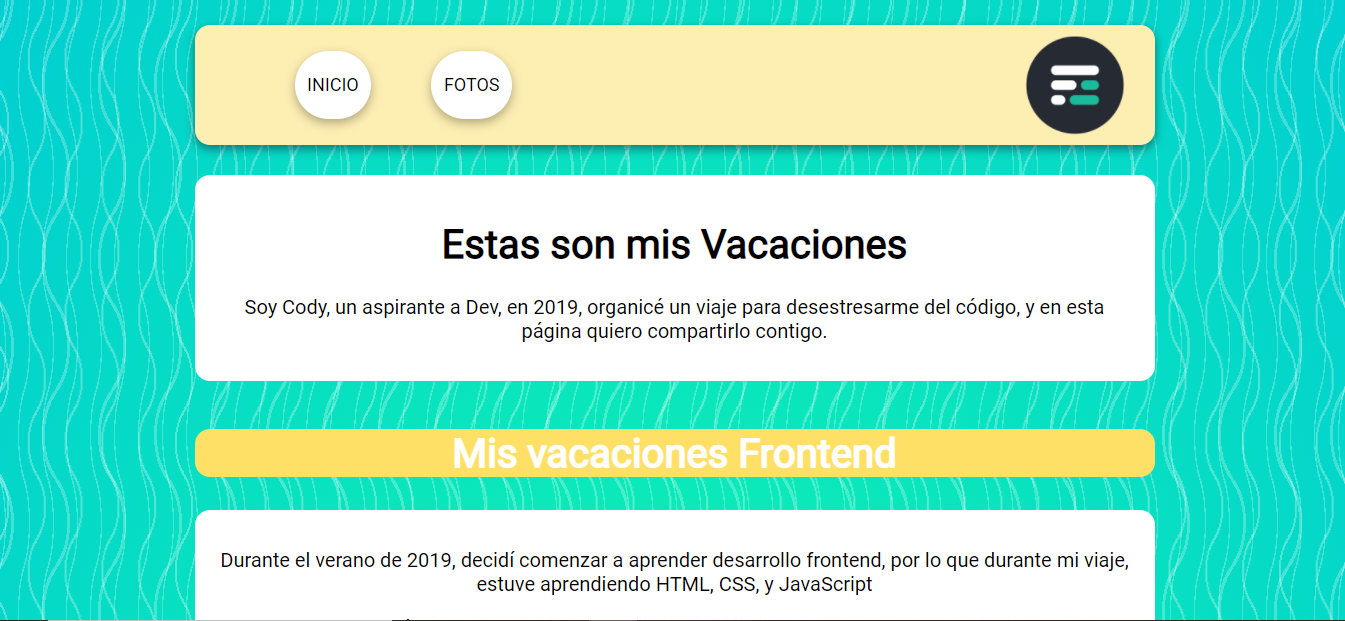 INICIO
FOTOS
Estas son mis Vacaciones
Soy Cody, un aspirante a Dev, en 2019, organicé un viaje para desestresarme del código, y en esta
página quiero compartirlo contigo.
Mis vacaciones Frontend
Durante el verano de 2019, decidí comenzar a aprender desarrollo frontend, por lo que durante mi viaje,
estuve aprendiendo HTML, CSS, y JavaScript